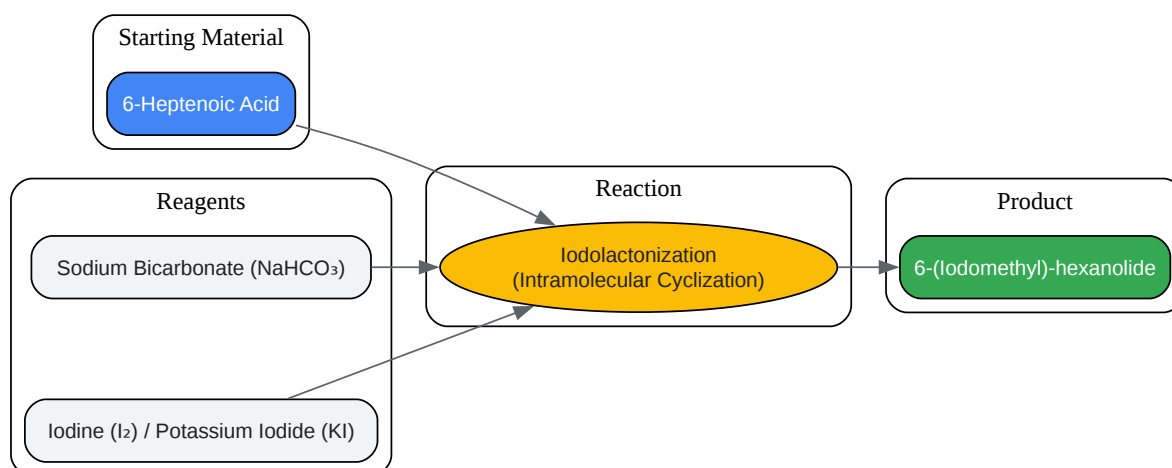 Starting Material
6-Heptenoic Acid
Reagents
Sodium Bicarbonate (NaHCO₃)
Iodine (I₂) / Potassium Iodide (KI)
Reaction
Iodolactonization
(Intramolecular Cyclization)
Product
6-(Iodomethyl)-hexanolide